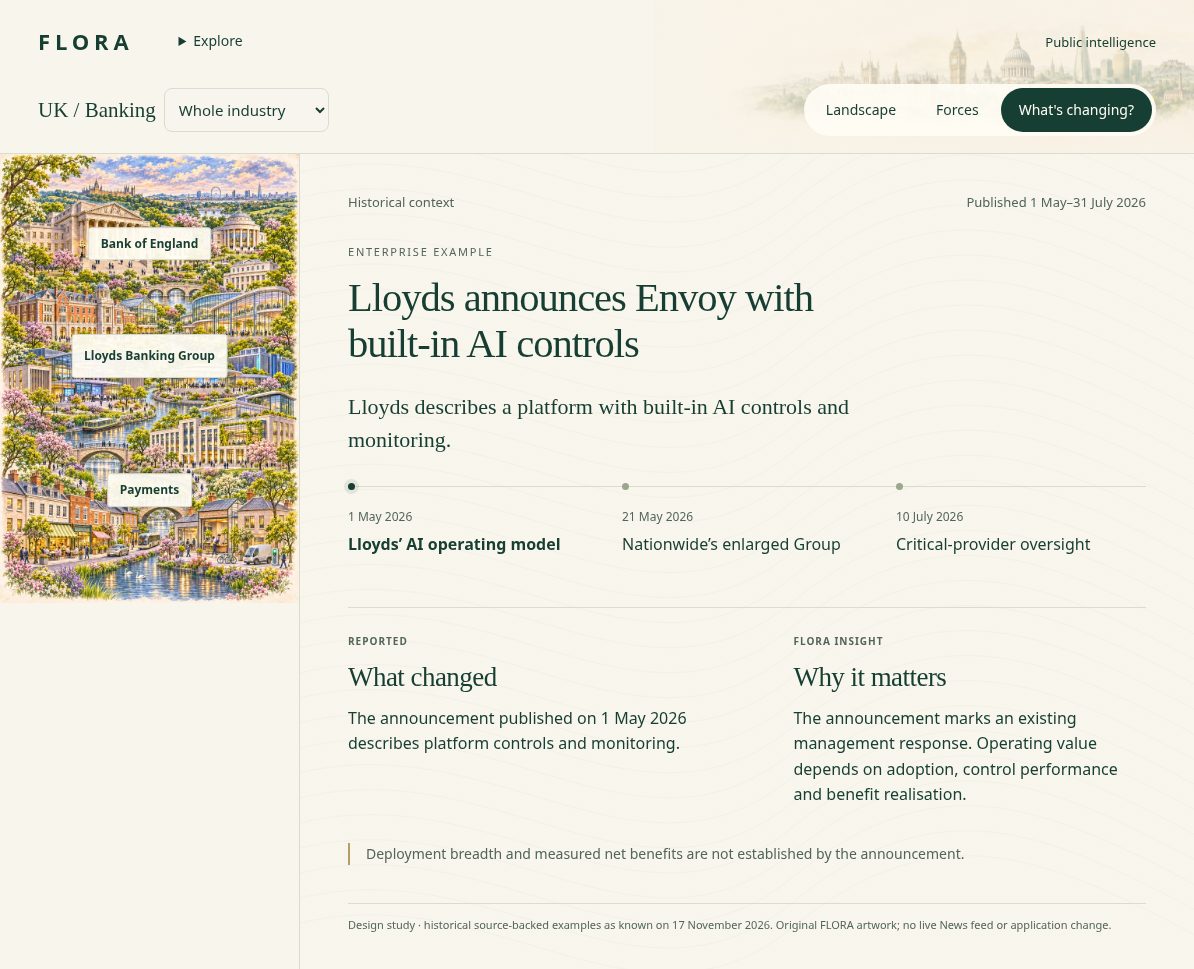 FLORA
Explore
Public intelligence
UK / Banking
Whole industry
Landscape
Forces
What's changing?
Bank of England
Lloyds Banking Group
Payments
Historical context
Published 1 May–31 July 2026
ENTERPRISE EXAMPLE
Lloyds announces Envoy with
built-in AI controls
Lloyds describes a platform with built-in AI controls and
monitoring.
1 May 2026
Lloyds’ AI operating model
21 May 2026
Nationwide’s enlarged Group
10 July 2026
Critical-provider oversight
REPORTED
What changed
The announcement published on 1 May 2026
describes platform controls and monitoring.
FLORA INSIGHT
Why it matters
The announcement marks an existing
management response. Operating value
depends on adoption, control performance
and benefit realisation.
Deployment breadth and measured net benefits are not established by the announcement.
Design study · historical source-backed examples as known on 17 November 2026. Original FLORA artwork; no live News feed or application change.